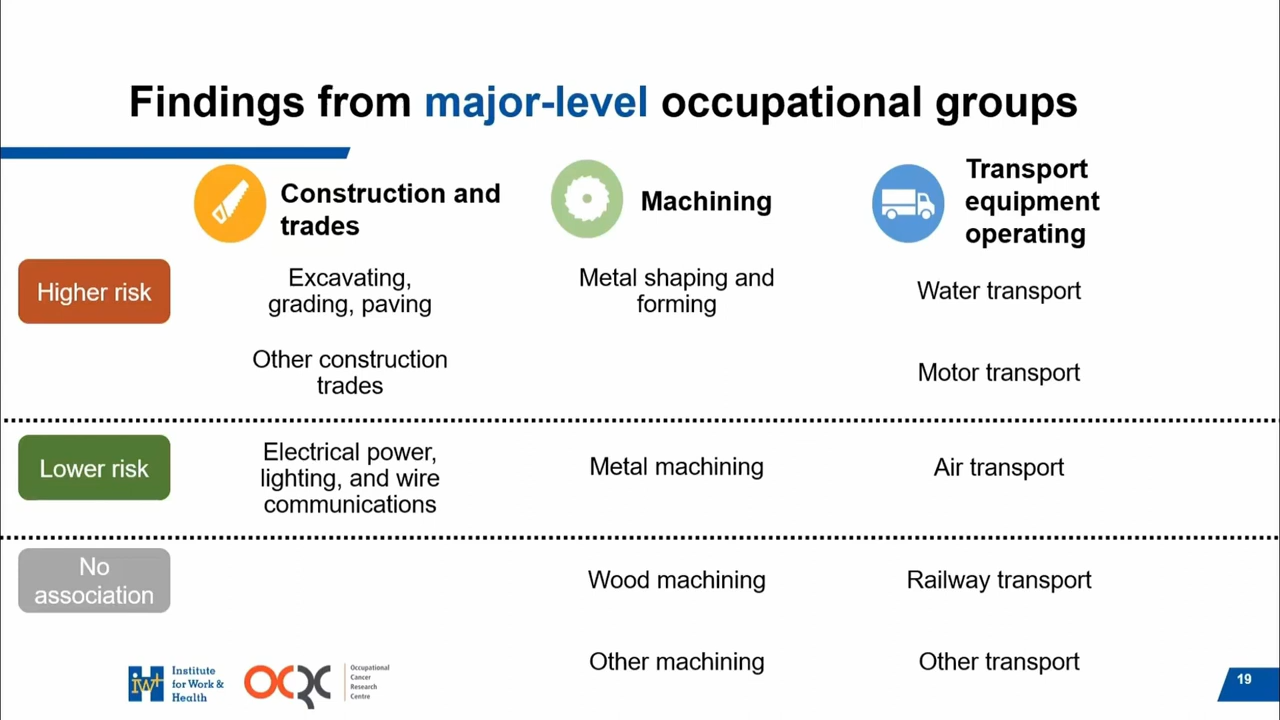 Findings from major-level occupational groups
Construction and
trades
Machining
Transport
equipment
operating
Higher risk
Excavating,
grading, paving
Metal shaping and
forming
Water transport
Other construction
trades
Motor transport
Lower risk
Electrical power,
lighting, and wire
communications
Metal machining
Air transport
No
association
Wood machining
Railway transport
Other machining
Other transport
iwh
Institute
for Work &
Health
OCRC
Occupational
Cancer
Research
Centre
19